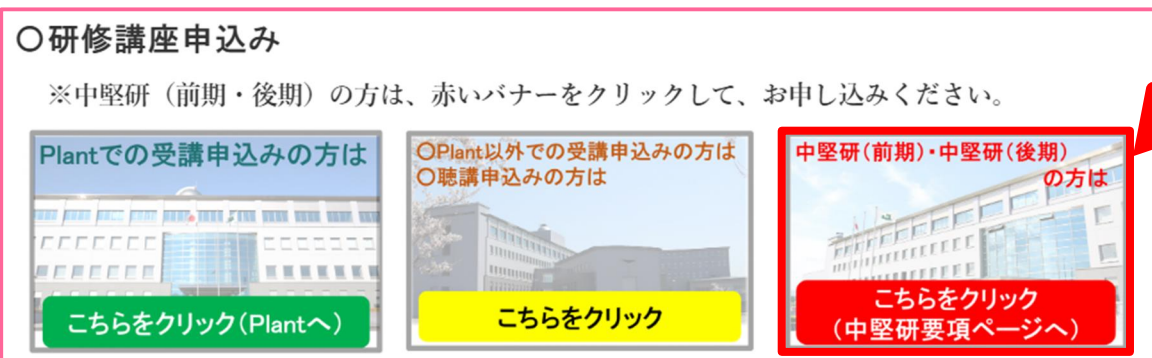 〇研修講座申込み
※中堅研（前期・後期）の方は、赤いバナーをクリックして、お申し込みください。
Plantでの受講申込みの方は
こちらをクリック(Plantへ)
〇Plant以外での受講申込みの方は
〇聴講申込みの方は
こちらをクリック
中堅研(前期)・中堅研(後期)
の方は
こちらをクリック
(中堅研要項ページへ)